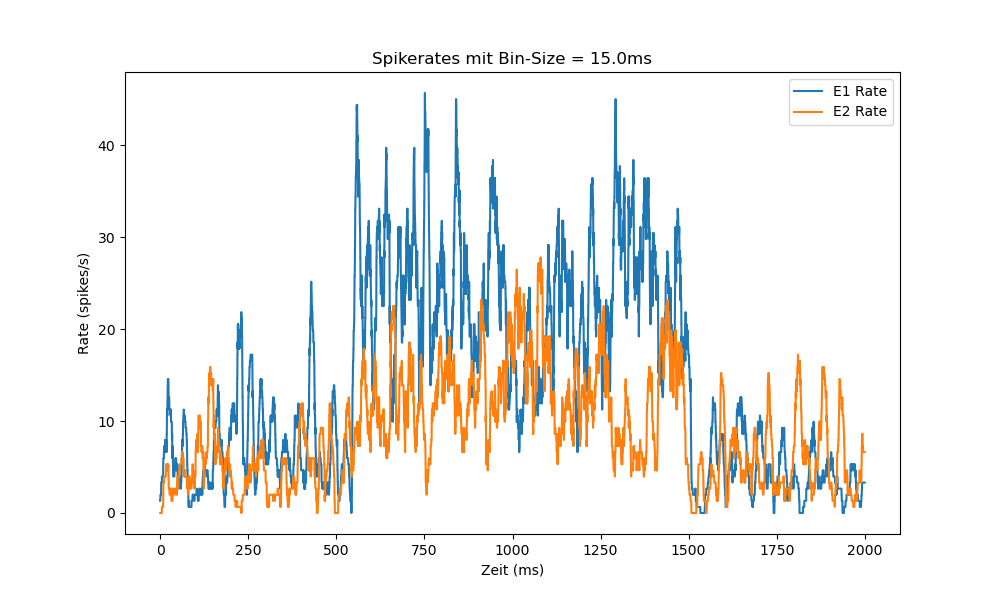 Spikerates mit Bin-Size = 15.0ms
E1 Rate
E2 Rate
40
30
20
10
0
Rate (spikes/s)
0 250 500 750 1000 1250 1500 1750 2000
Zeit (ms)